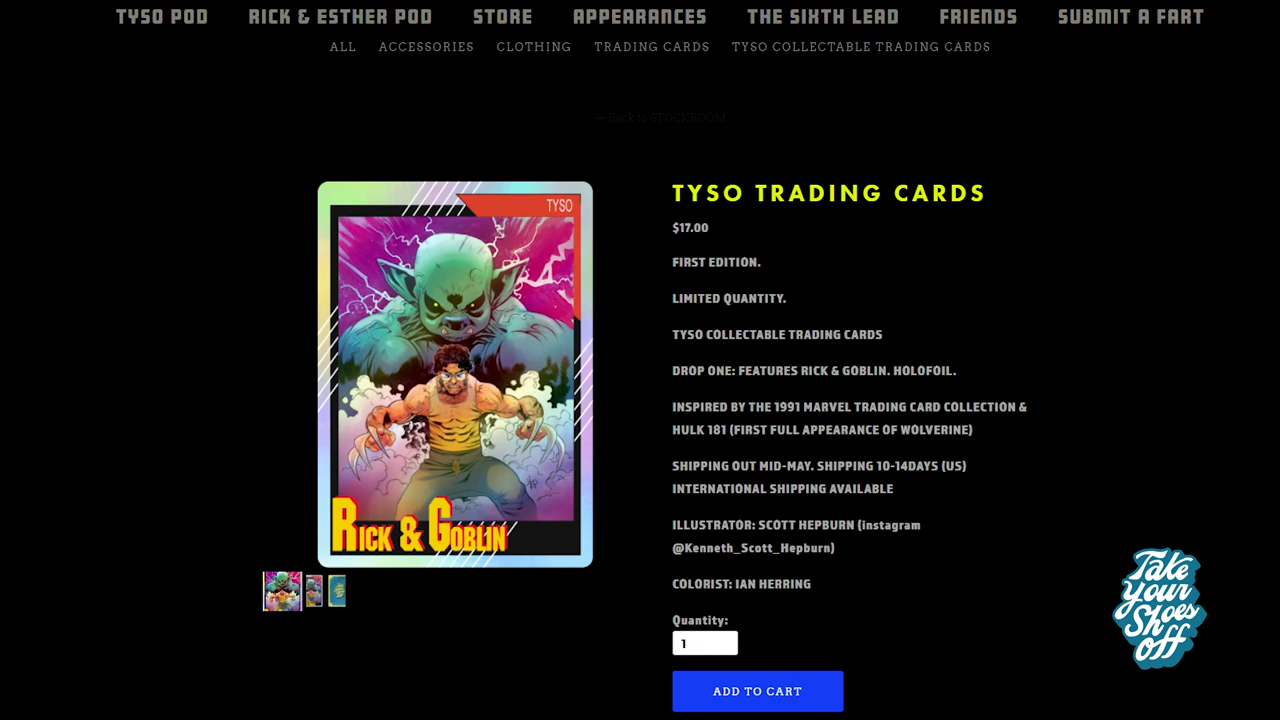 TYSO POD RICK & ESTHER POD STORE APPEARANCES THE SIXTH LEAD FRIENDS SUBMIT A FART
ALL ACCESSORIES CLOTHING TRADING CARDS TYSO COLLECTABLE TRADING CARDS
← Back to STOCKROOM
TYSO
RICK & GOBLIN
TYSO TRADING CARDS
$17.00
FIRST EDITION.
LIMITED QUANTITY.
TYSO COLLECTABLE TRADING CARDS
DROP ONE: FEATURES RICK & GOBLIN. HOLOFOIL.
INSPIRED BY THE 1991 MARVEL TRADING CARD COLLECTION &
HULK 181 (FIRST FULL APPEARANCE OF WOLVERINE)
SHIPPING OUT MID-MAY. SHIPPING 10-14DAYS (US)
INTERNATIONAL SHIPPING AVAILABLE
ILLUSTRATOR: SCOTT HEPBURN (instagram
@Kenneth_Scott_Hepburn)
COLORIST: IAN HERRING
Quantity:
1
ADD TO CART
Take
Your
Shoes
Off